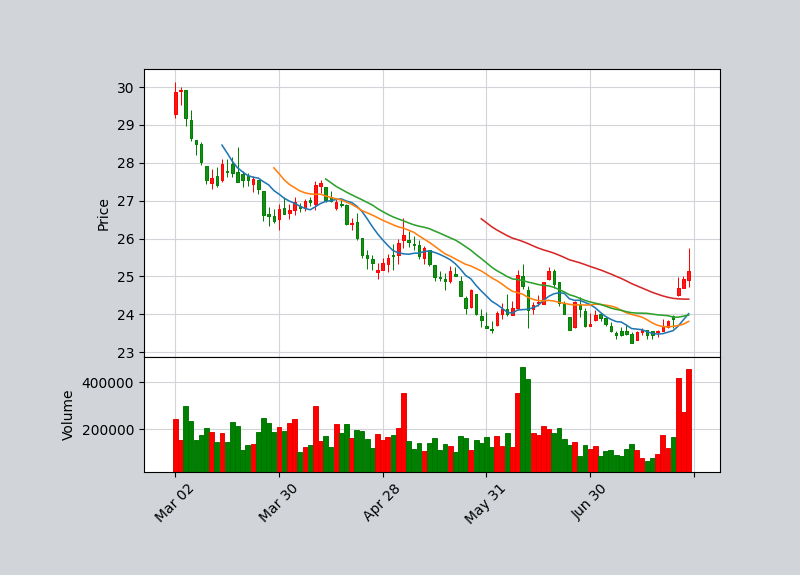 30
29
28
27
26
25
24
23
Price
400000
200000
Volume
Mar 02
Mar 30
Apr 28
May 31
Jun 30